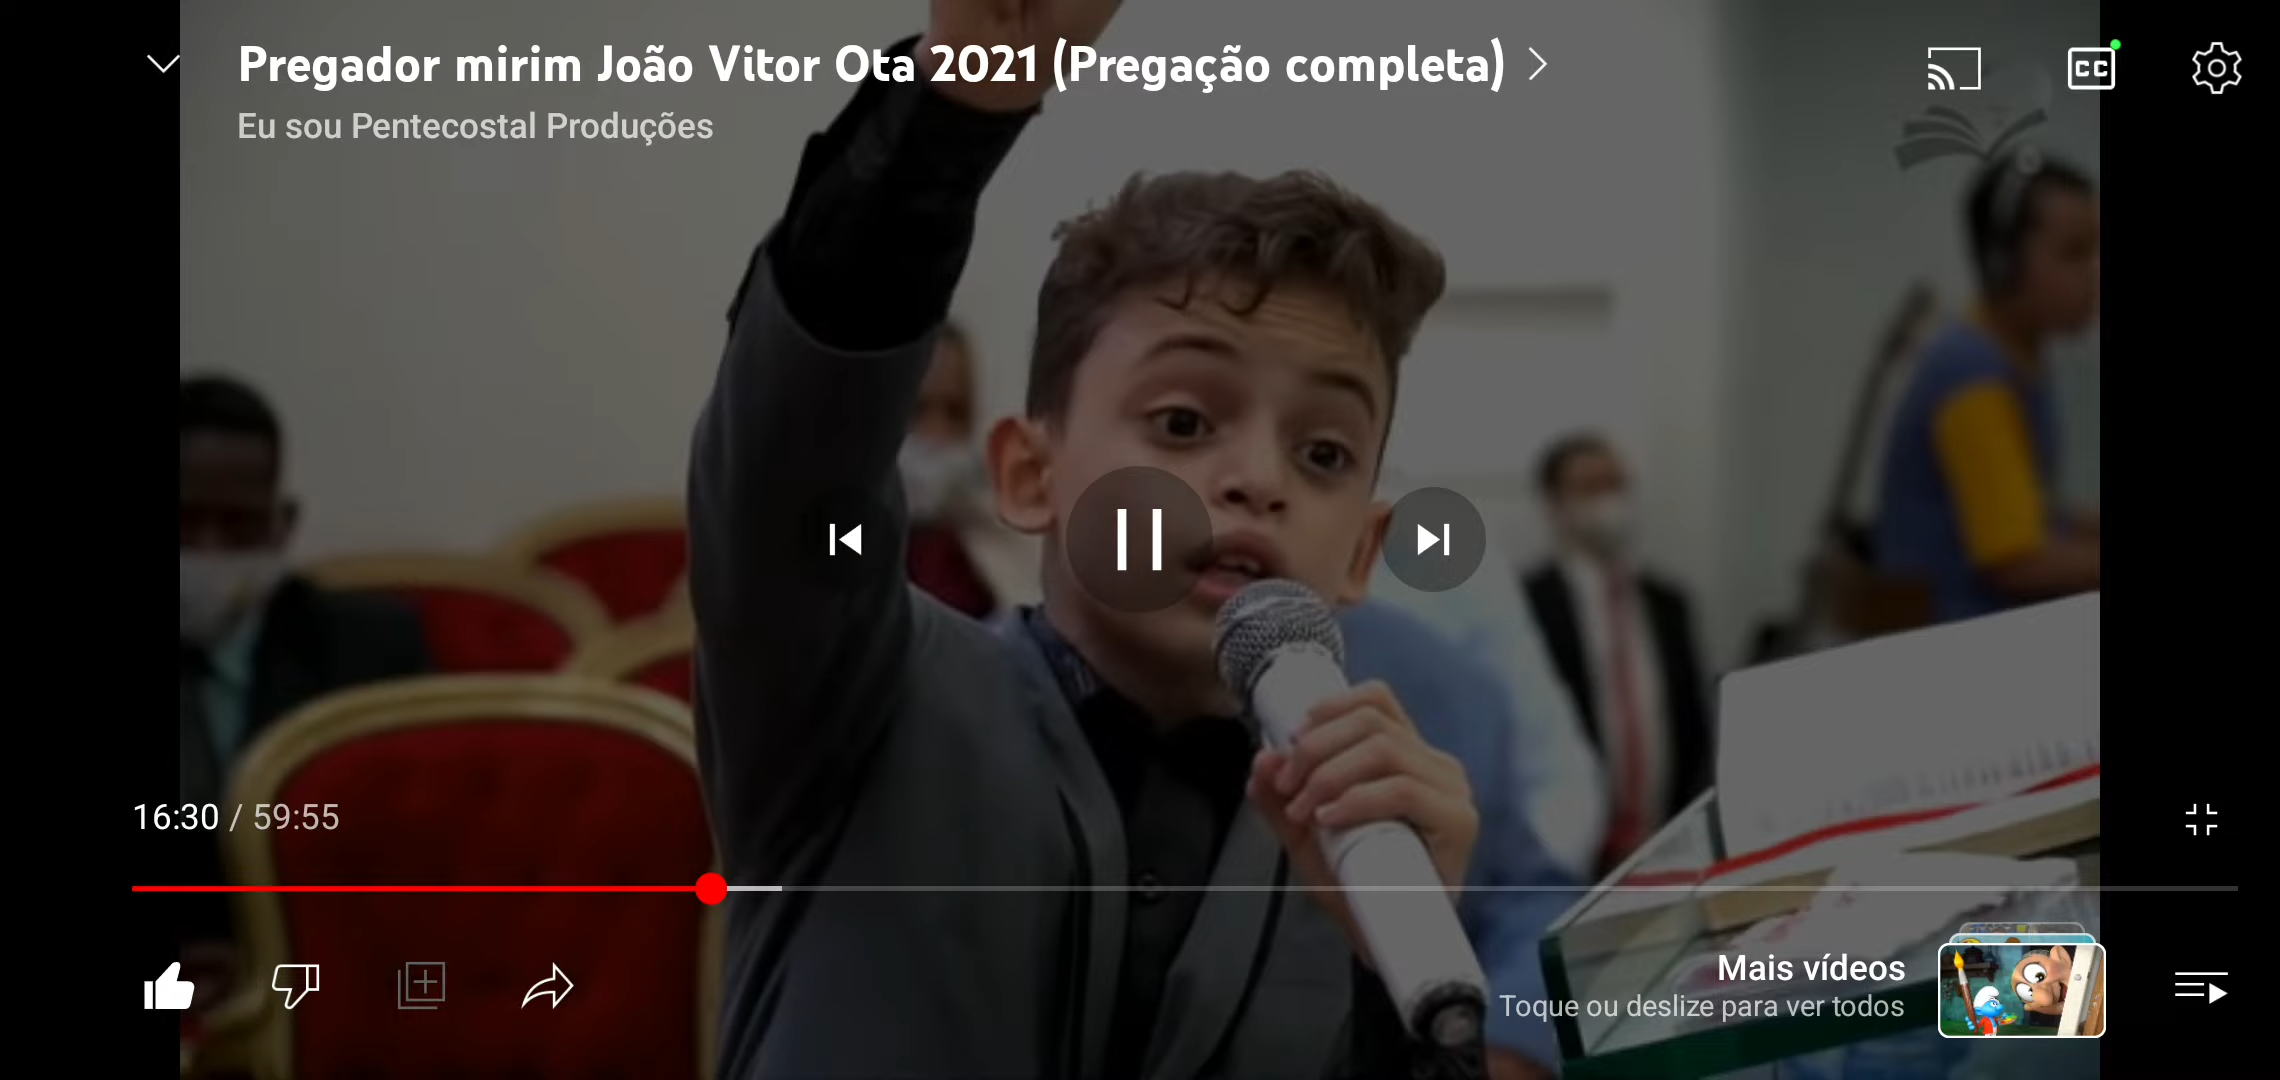 Pregador mirim João Vitor Ota 2021 (Pregação completa)
Eu sou Pentecostal Produções
CC
16:30 / 59:55
Mais vídeos
Toque ou deslize para ver todos